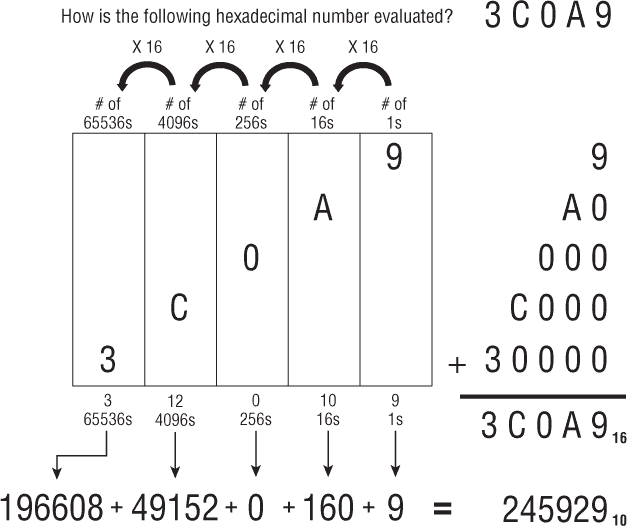 How is the following hexadecimal number evaluated? 3 C 0 A 9
X 16 X 16 X 16 X 16
# of # of # of # of # of
65536s 4096s 256s 16s 1s
9 9
A A 0
0 0 0 0
C C 0 0 0
3 + 3 0 0 0 0
3 12 0 10 9
65536s 4096s 256s 16s 1s
3 C 0 A 9 16
196608 + 49152 + 0 + 160 + 9 = 245929 10